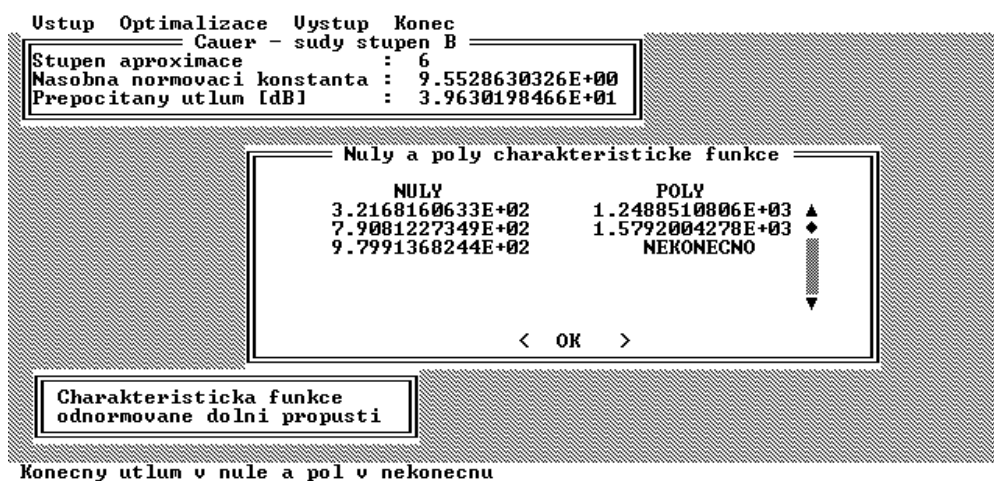 Vstup Optimalizace Vystup Konec
Cauer - sudy stupen B
Stupen aproximace : 6
Nasobna normovaci konstanta : 9.5528630326E+00
Prepocitany utlum [dB] : 3.9630198466E+01
Nuly a poly charakteristicke funkce
NULY POLY
3.2168160633E+02 1.2488510806E+03
7.9081227349E+02 1.5792004278E+03
9.7991368244E+02 NEKONECNO
< OK >
Charakteristicka funkce
odnormovane dolni propusti
Konecny utlum v nule a pol v nekonecnu